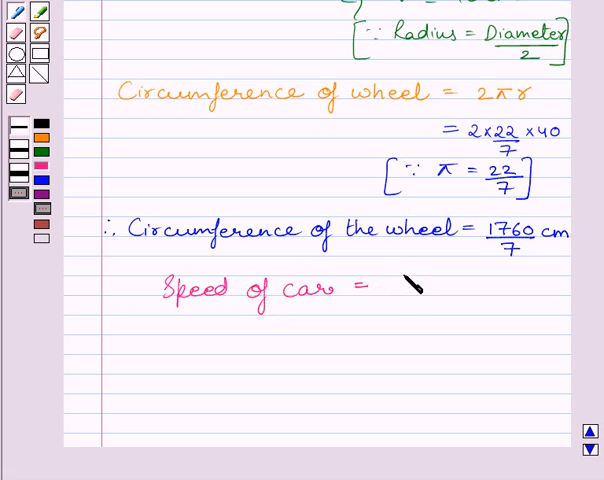 [∵ Radius = Diameter/2]
Circumference of wheel = 2πr
= 2 × 22/7 × 40
[∵ π = 22/7]
∴ Circumference of the wheel = 1760/7 cm
Speed of car =